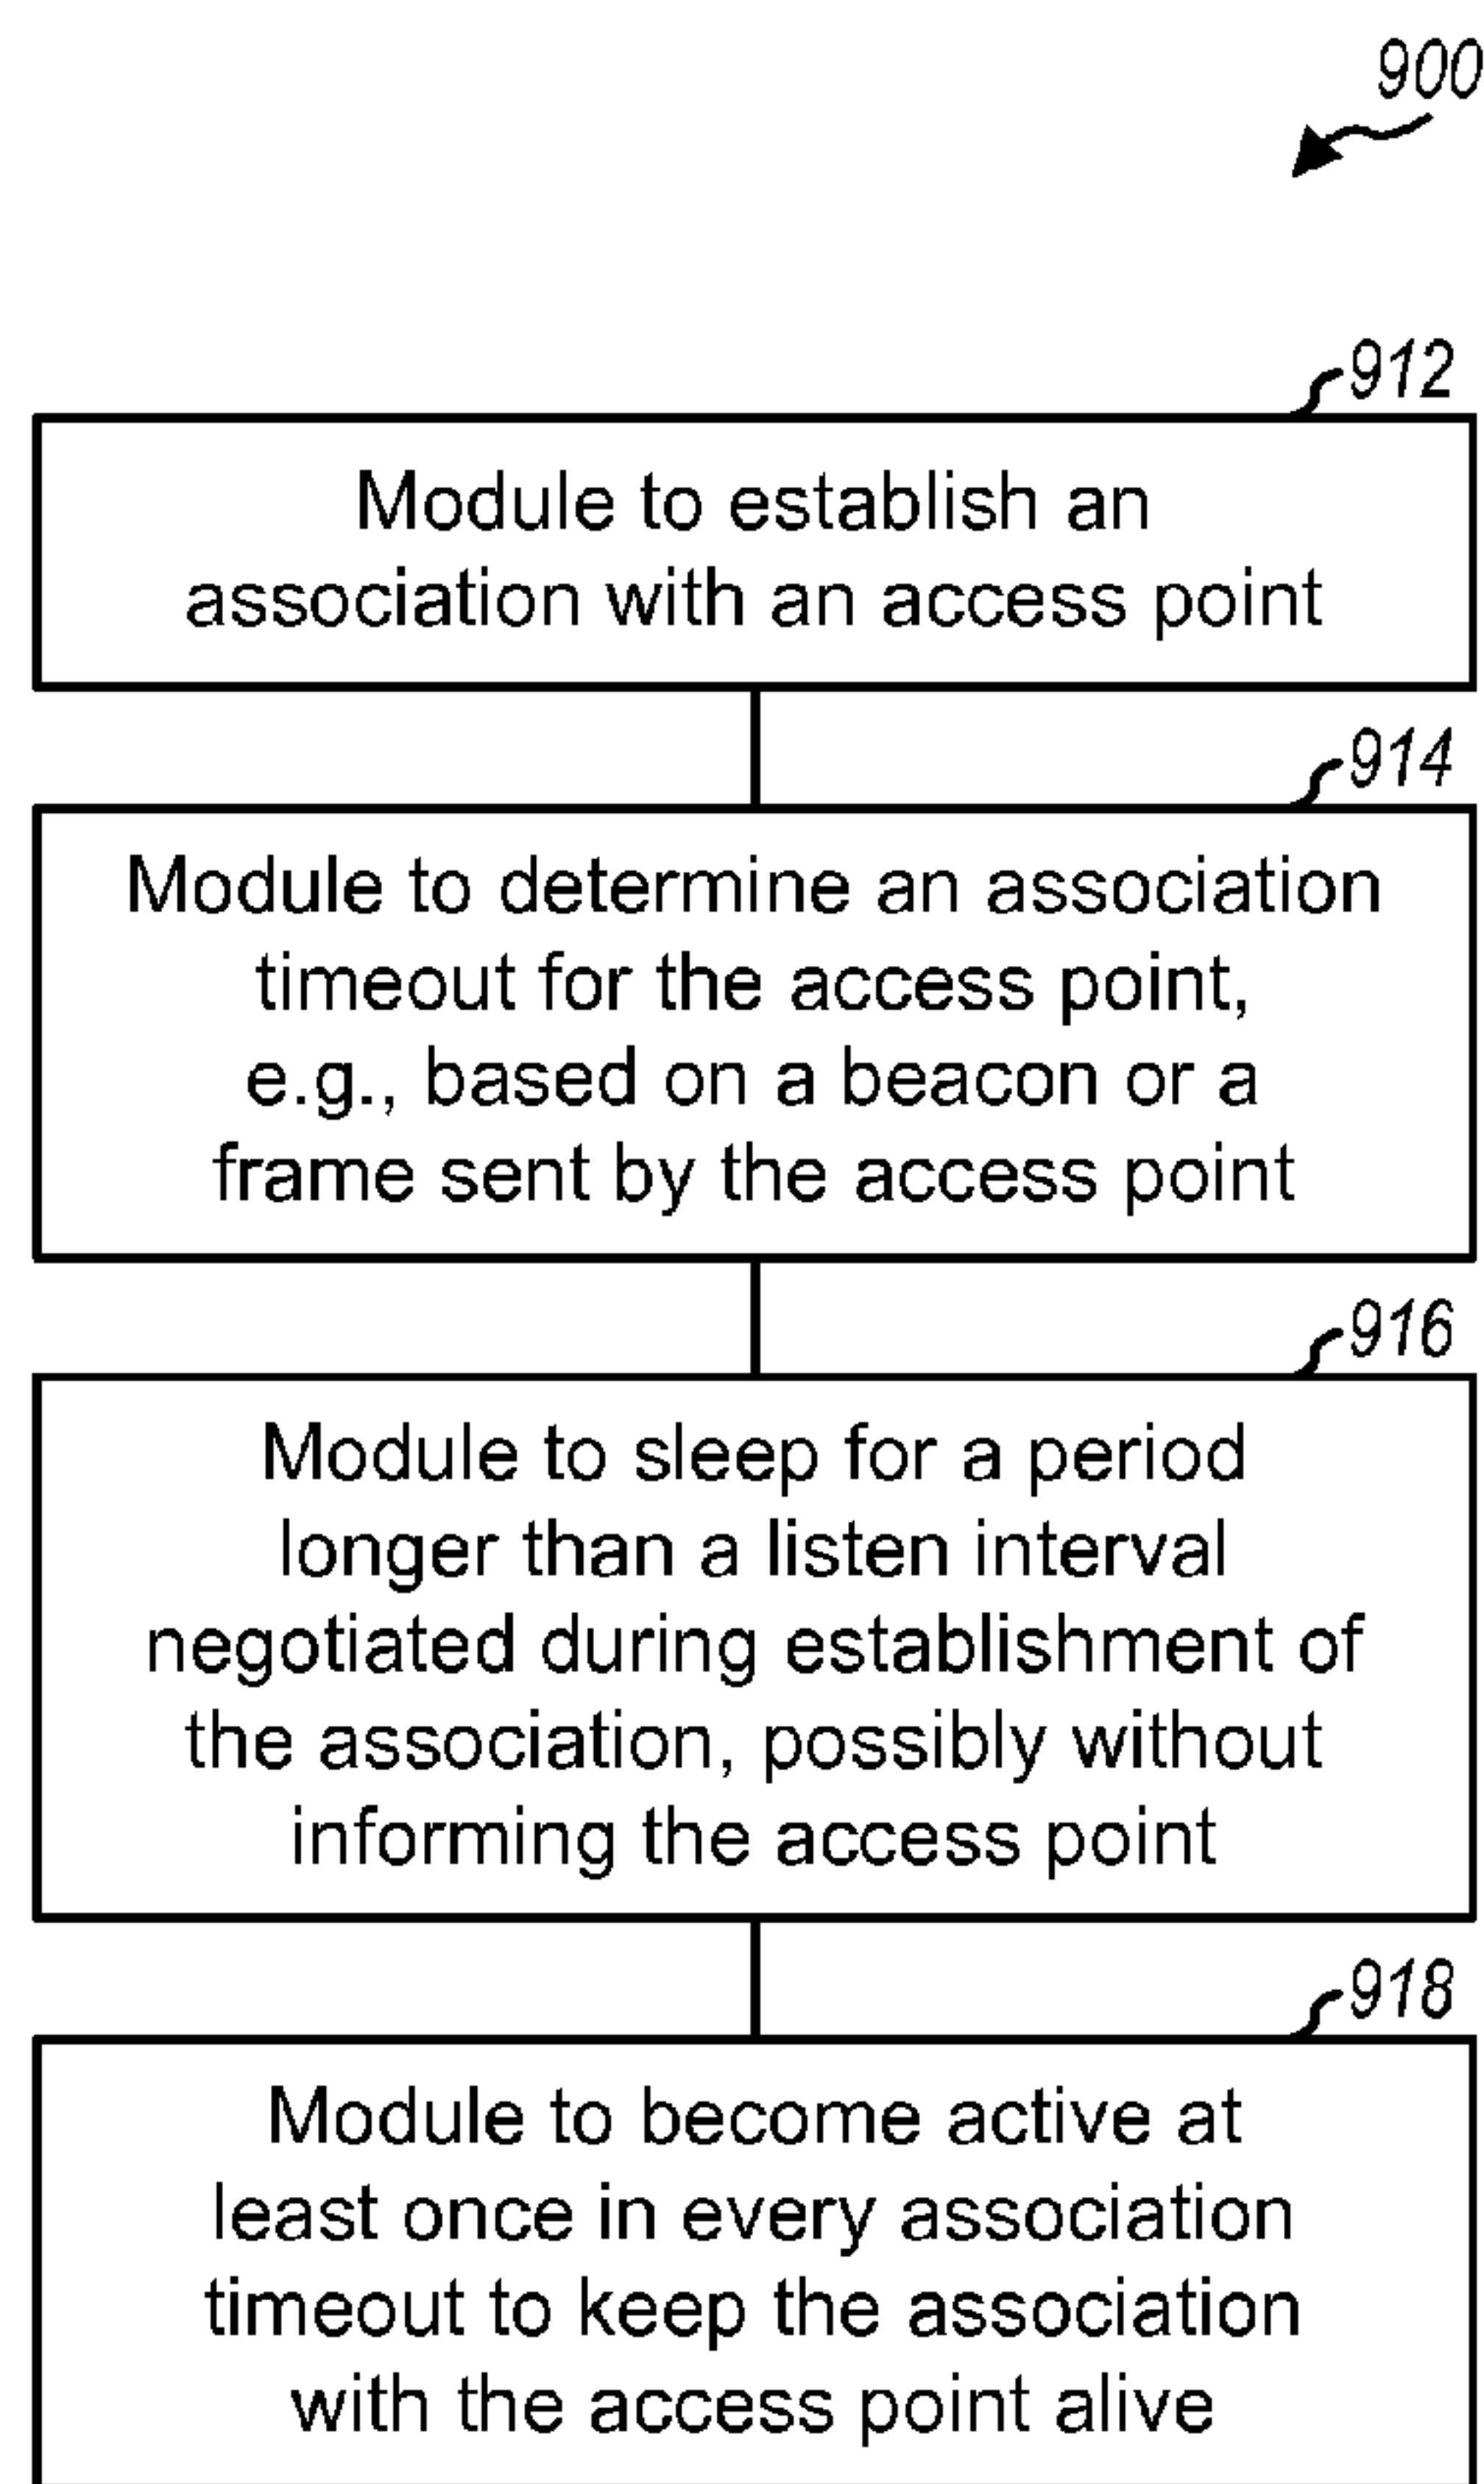 900
912
Module to establish an
association with an access point
914
Module to determine an association
timeout for the access point,
e.g., based on a beacon or a
frame sent by the access point
916
Module to sleep for a period
longer than a listen interval
negotiated during establishment of
the association, possibly without
informing the access point
918
Module to become active at
least once in every association
timeout to keep the association
with the access point alive